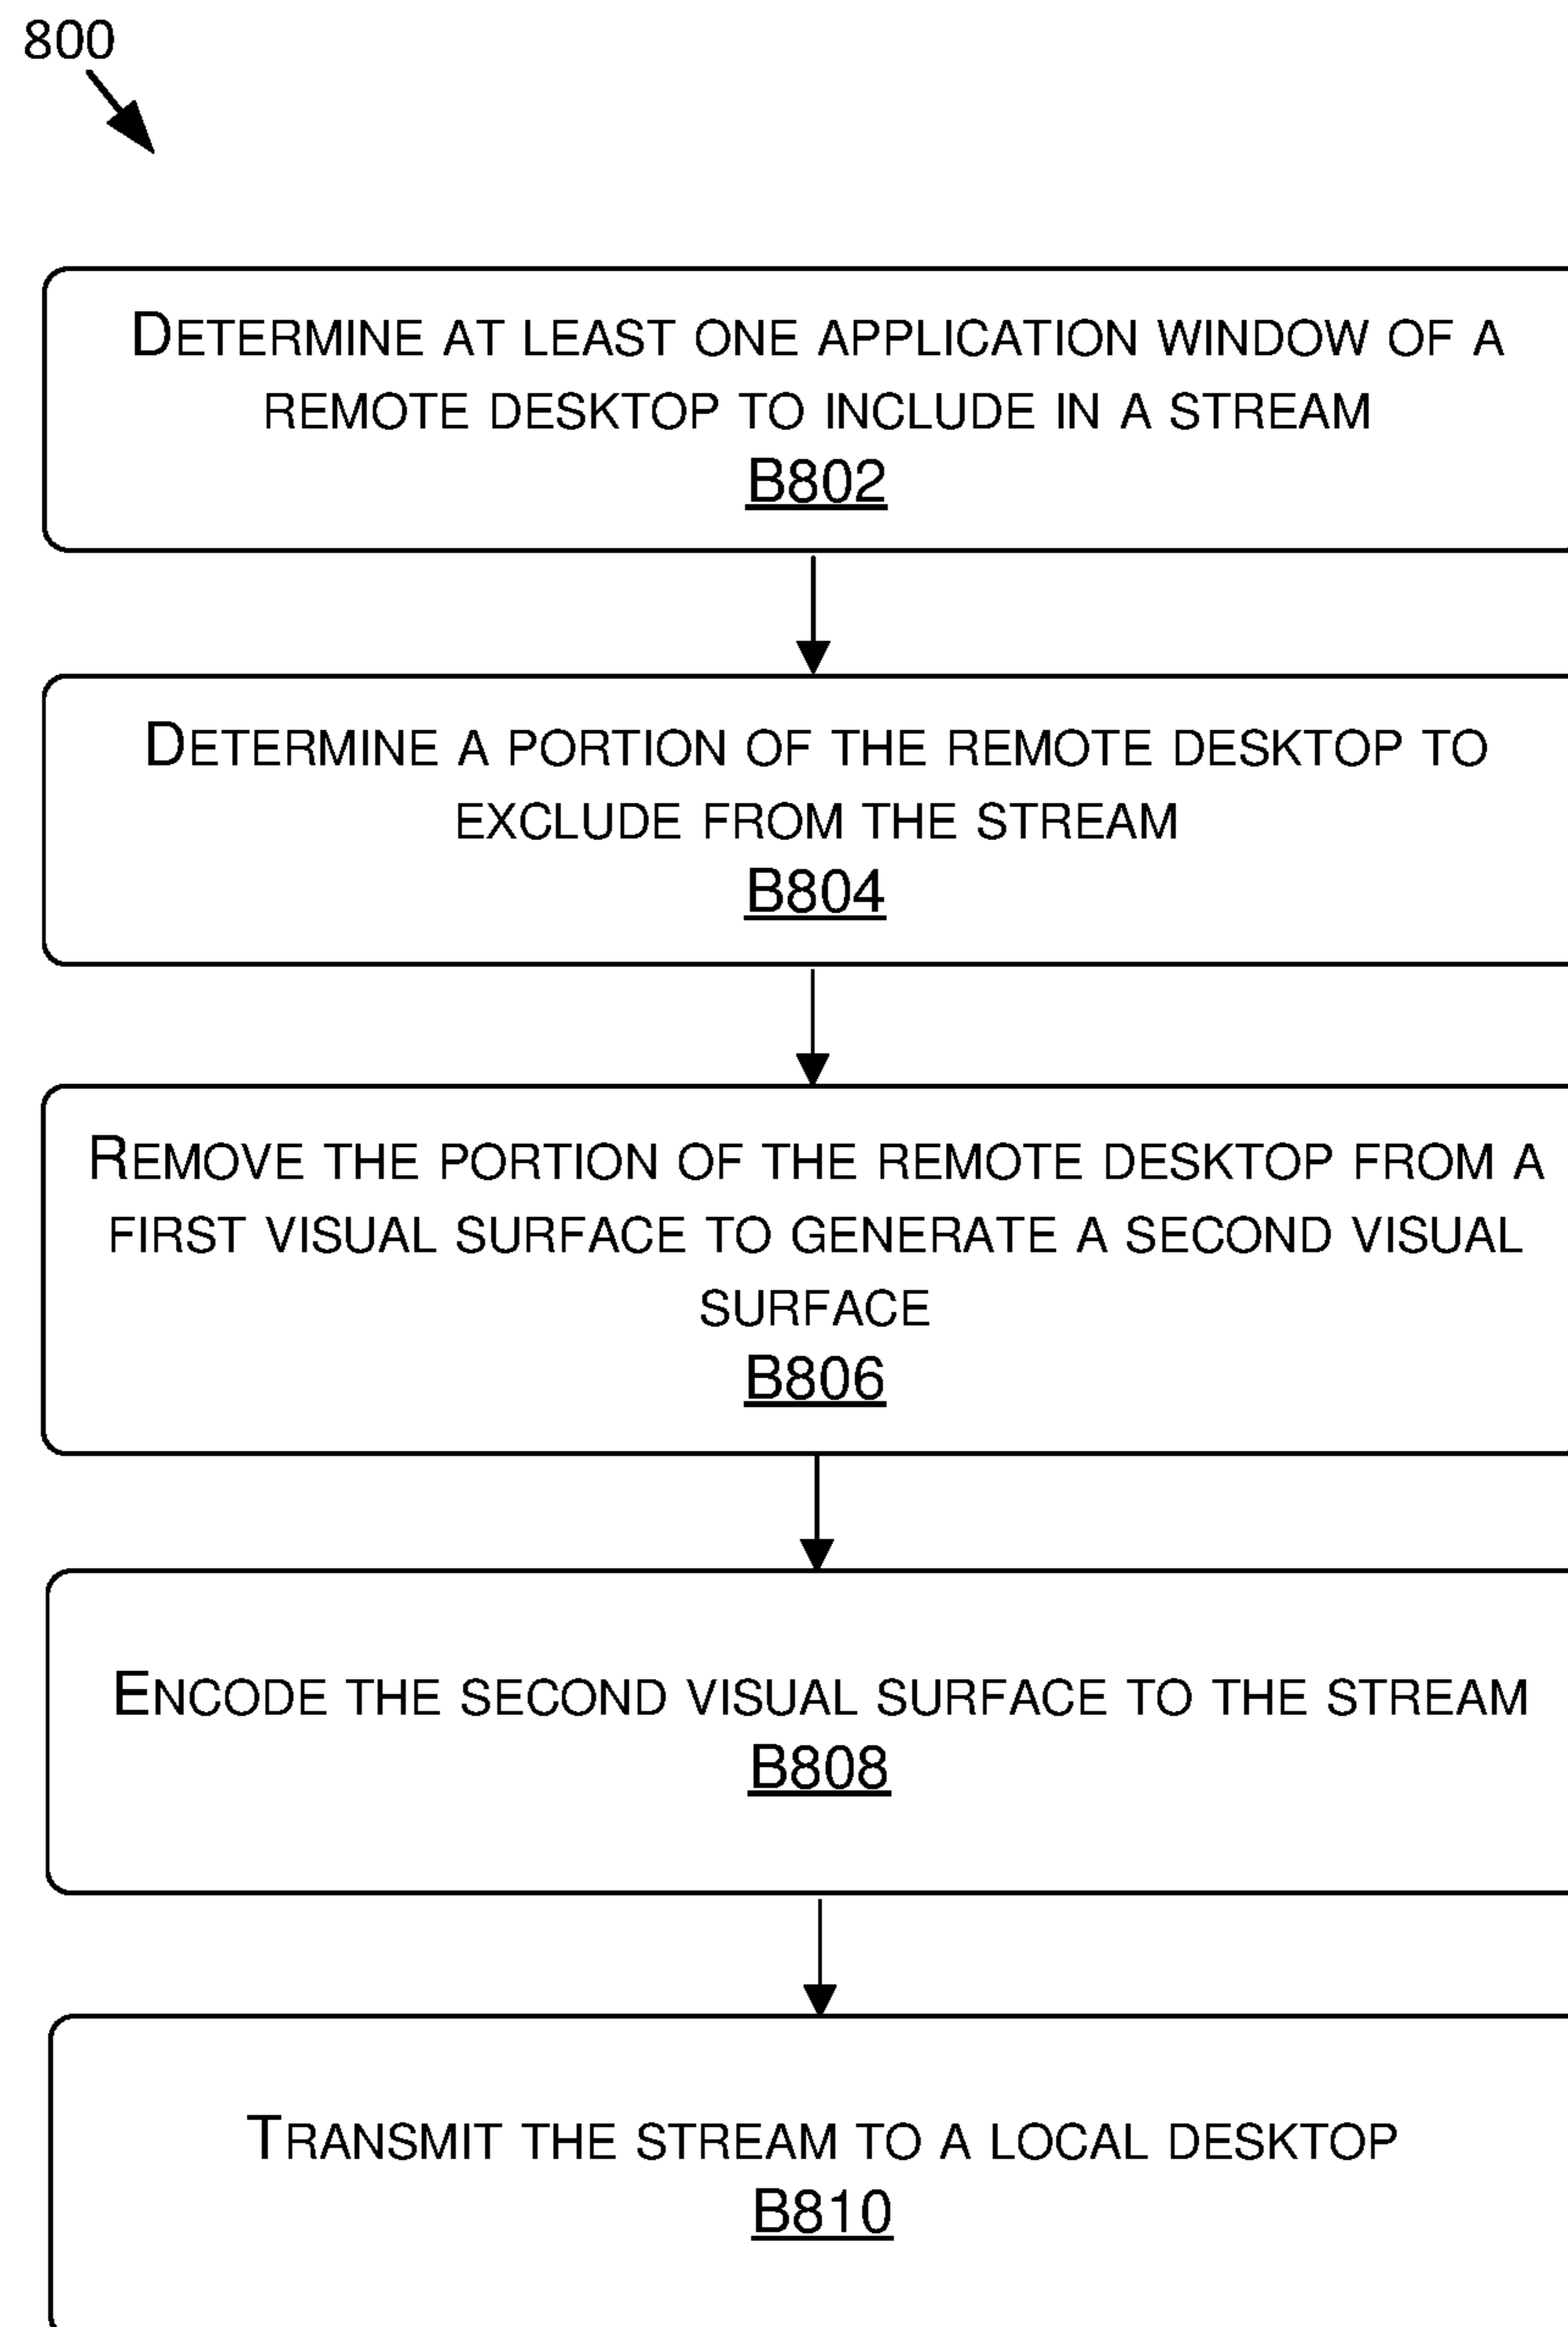 800
DETERMINE AT LEAST ONE APPLICATION WINDOW OF A
REMOTE DESKTOP TO INCLUDE IN A STREAM
B802
DETERMINE A PORTION OF THE REMOTE DESKTOP TO
EXCLUDE FROM THE STREAM
B804
REMOVE THE PORTION OF THE REMOTE DESKTOP FROM A
FIRST VISUAL SURFACE TO GENERATE A SECOND VISUAL
SURFACE
B806
ENCODE THE SECOND VISUAL SURFACE TO THE STREAM
B808
TRANSMIT THE STREAM TO A LOCAL DESKTOP
B810